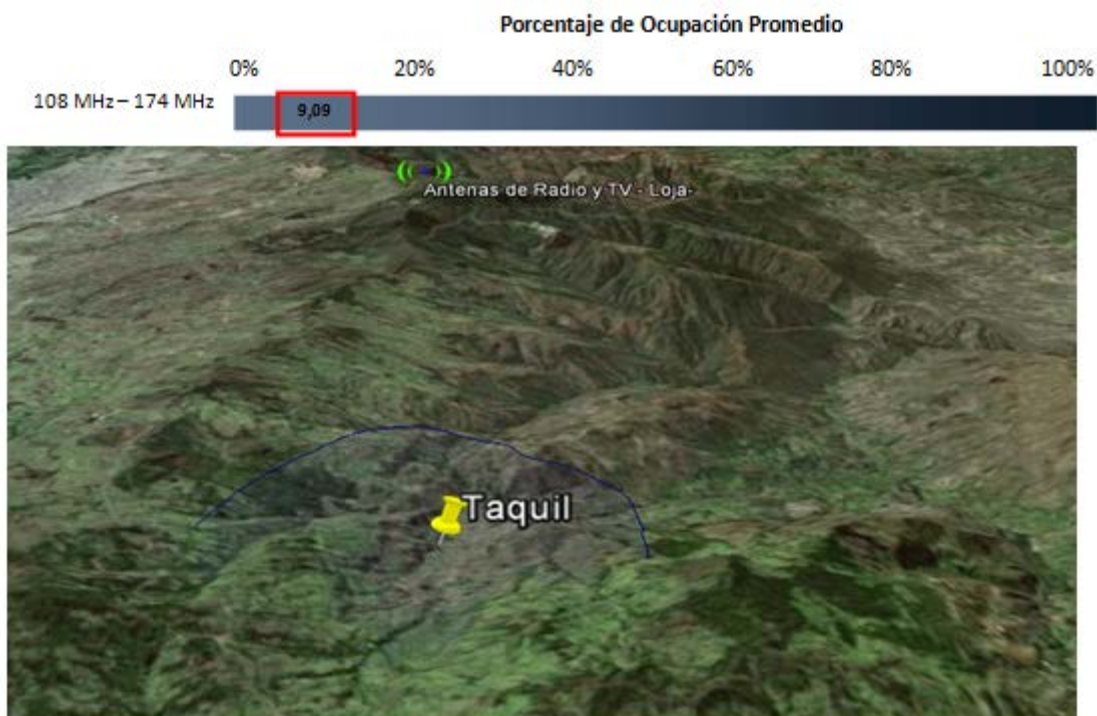 Porcentaje de Ocupación Promedio
0% 20% 40% 60% 80% 100%
108 MHz – 174 MHz
9,09
Antenas de Radio y TV - Loja-
Taquil